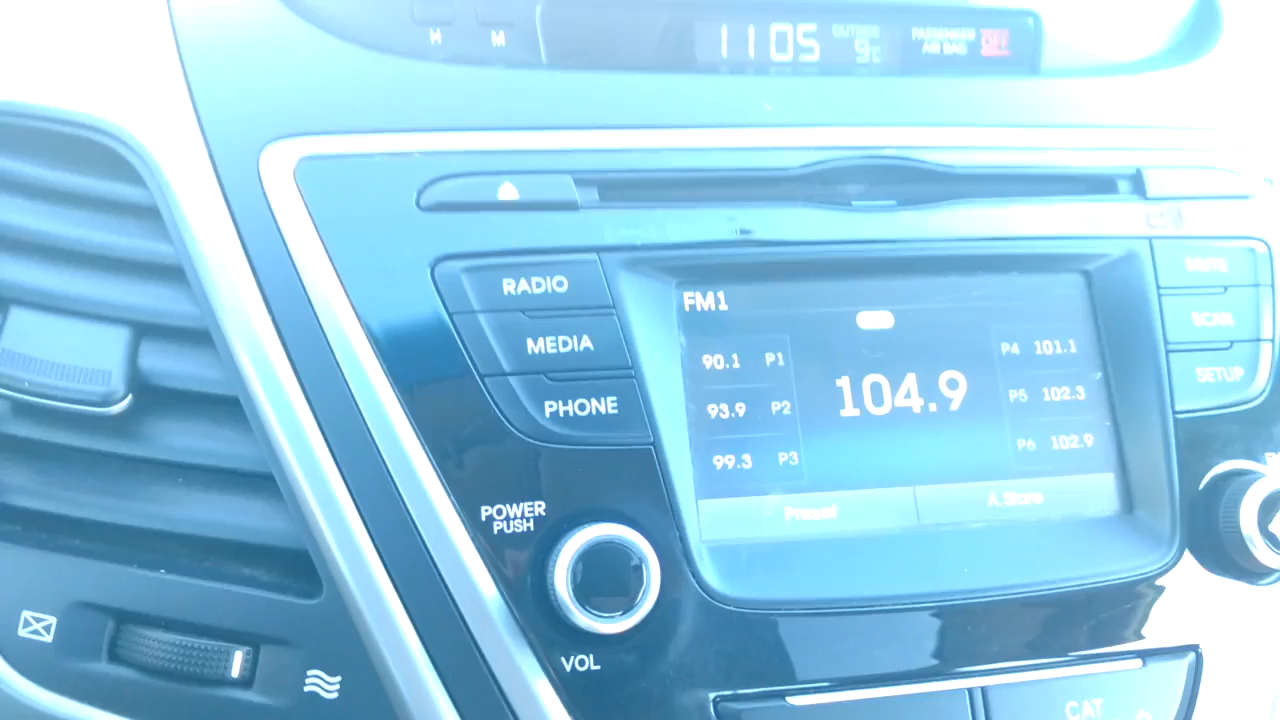 H M
11:05
OUTSIDE
9°C
PASSENGER
AIR BAG OFF
RADIO
MEDIA
PHONE
MUTE
SCAN
SETUP
FM1
90.1 P1
93.9 P2
99.3 P3
104.9
P4 101.1
P5 102.3
P6 102.9
Preset
A.Store
POWER
PUSH
VOL
CAT